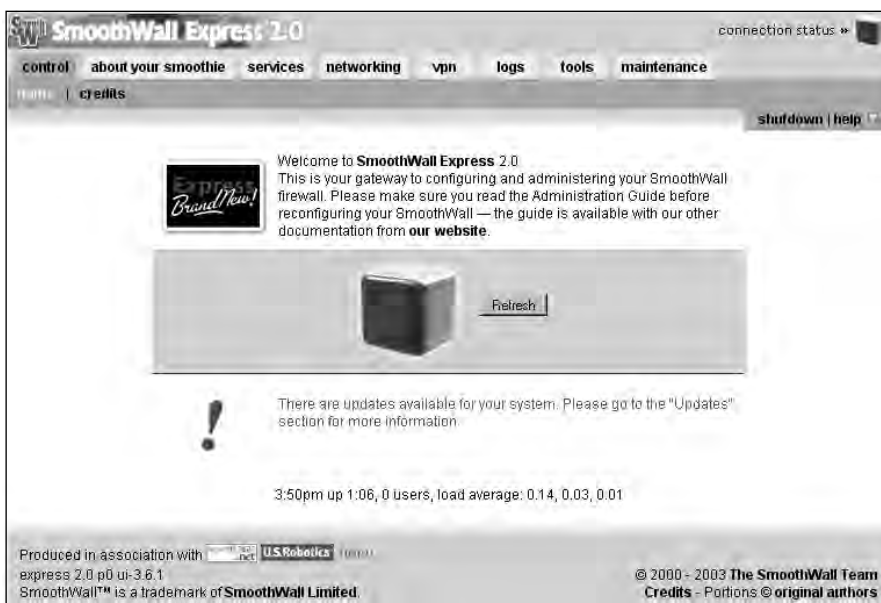 SW SmoothWall Express 2.0
connection status »
control about your smoothie services networking vpn logs tools maintenance
home | credits
shutdown | help
Express
Brand New!
Welcome to SmoothWall Express 2.0
This is your gateway to configuring and administering your SmoothWall
firewall. Please make sure you read the Administration Guide before
reconfiguring your SmoothWall — the guide is available with our other
documentation from our website.
Refresh
!
There are updates available for your system. Please go to the "Updates"
section for more information.
3:50pm up 1:06, 0 users, load average: 0.14, 0.03, 0.01
Produced in association with .net U.S.Robotics
express 2.0 p0 ui-3.6.1
SmoothWall™ is a trademark of SmoothWall Limited.
© 2000 - 2003 The SmoothWall Team
Credits - Portions © original authors